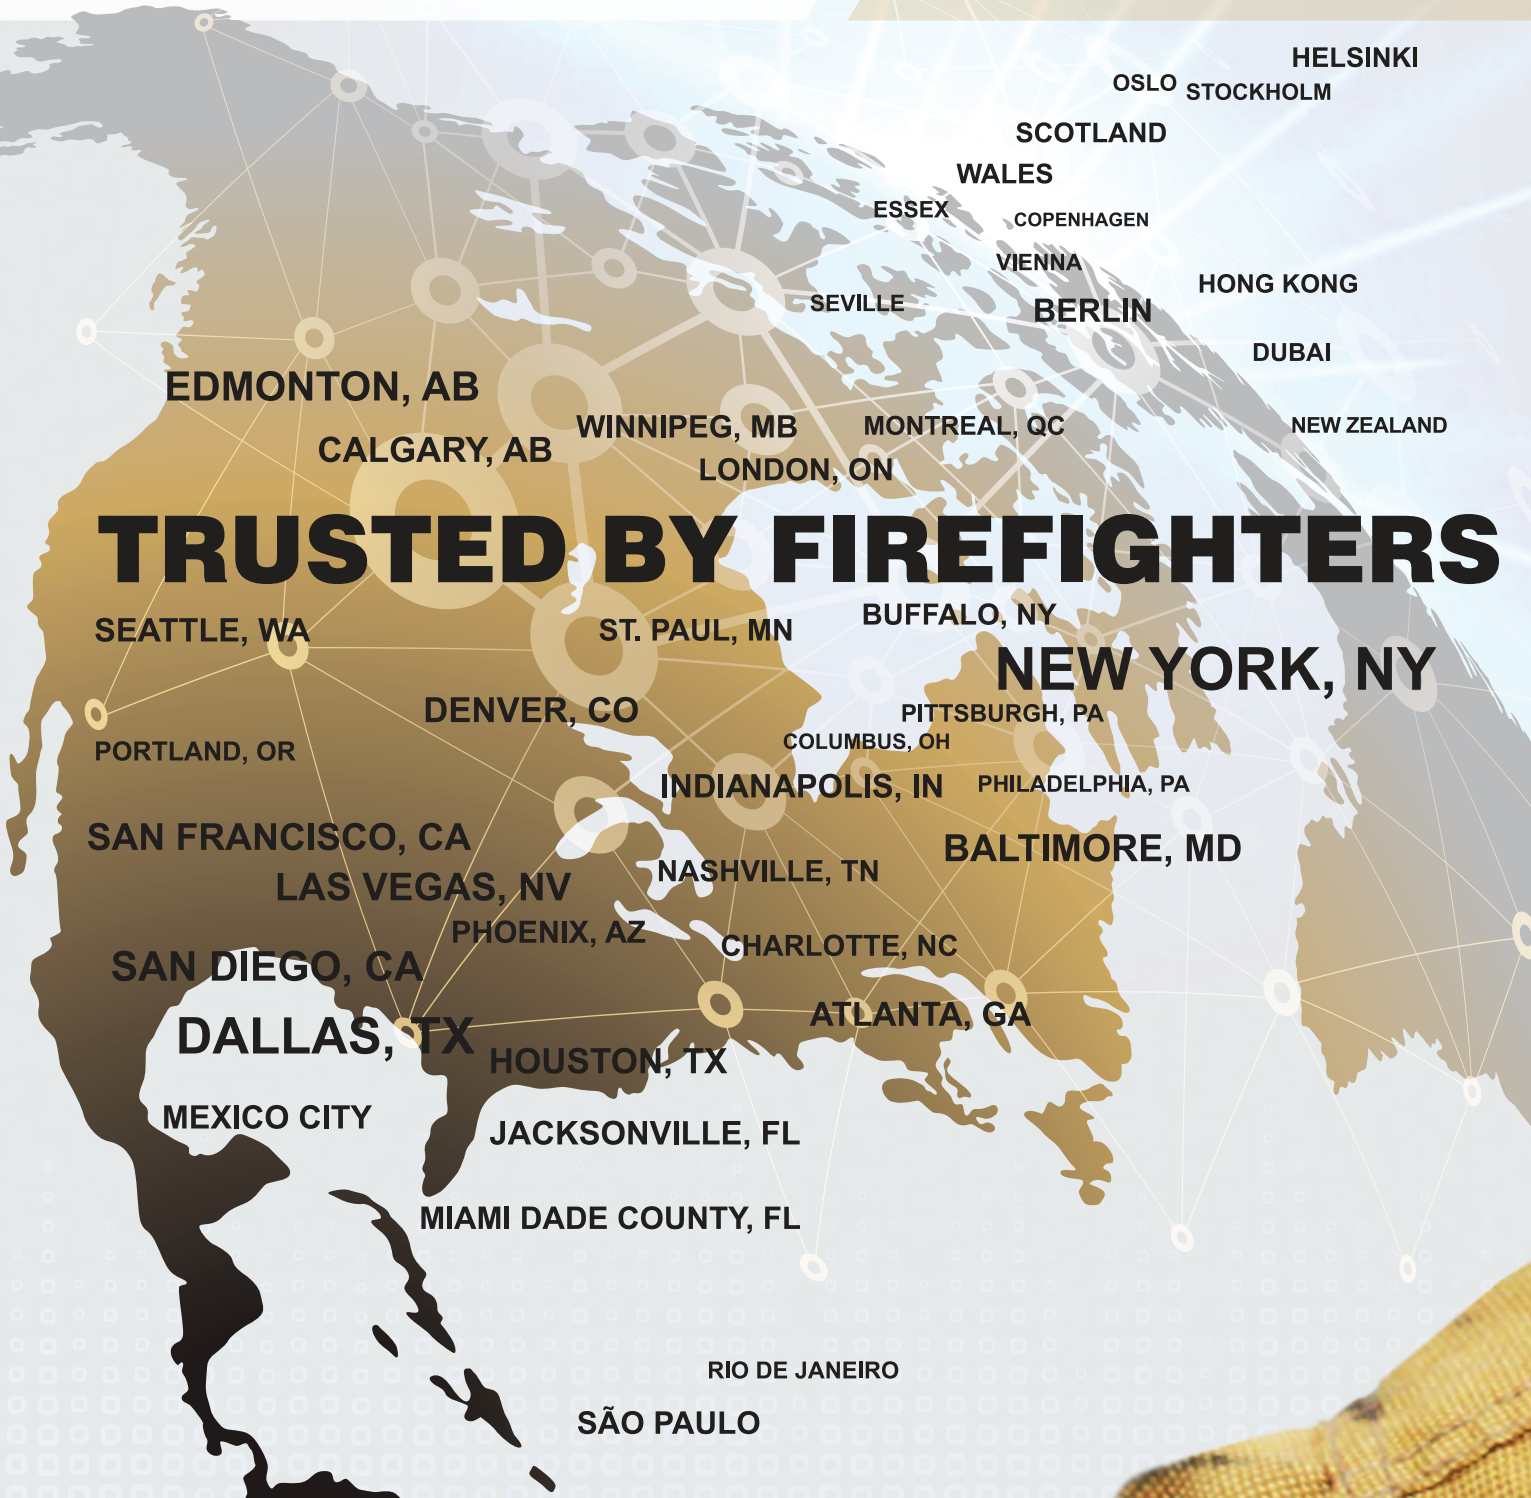 HELSINKI
OSLO
STOCKHOLM
SCOTLAND
WALES
ESSEX
COPENHAGEN
VIENNA
HONG KONG
SEVILLE
BERLIN
DUBAI
EDMONTON, AB
WINNIPEG, MB
MONTREAL, QC
NEW ZEALAND
CALGARY, AB
LONDON, ON
TRUSTED BY FIREFIGHTERS
SEATTLE, WA
ST. PAUL, MN
BUFFALO, NY
NEW YORK, NY
DENVER, CO
PITTSBURGH, PA
PORTLAND, OR
COLUMBUS, OH
INDIANAPOLIS, IN
PHILADELPHIA, PA
SAN FRANCISCO, CA
BALTIMORE, MD
LAS VEGAS, NV
NASHVILLE, TN
PHOENIX, AZ
CHARLOTTE, NC
SAN DIEGO, CA
ATLANTA, GA
DALLAS, TX
HOUSTON, TX
MEXICO CITY
JACKSONVILLE, FL
MIAMI DADE COUNTY, FL
RIO DE JANEIRO
SÃO PAULO